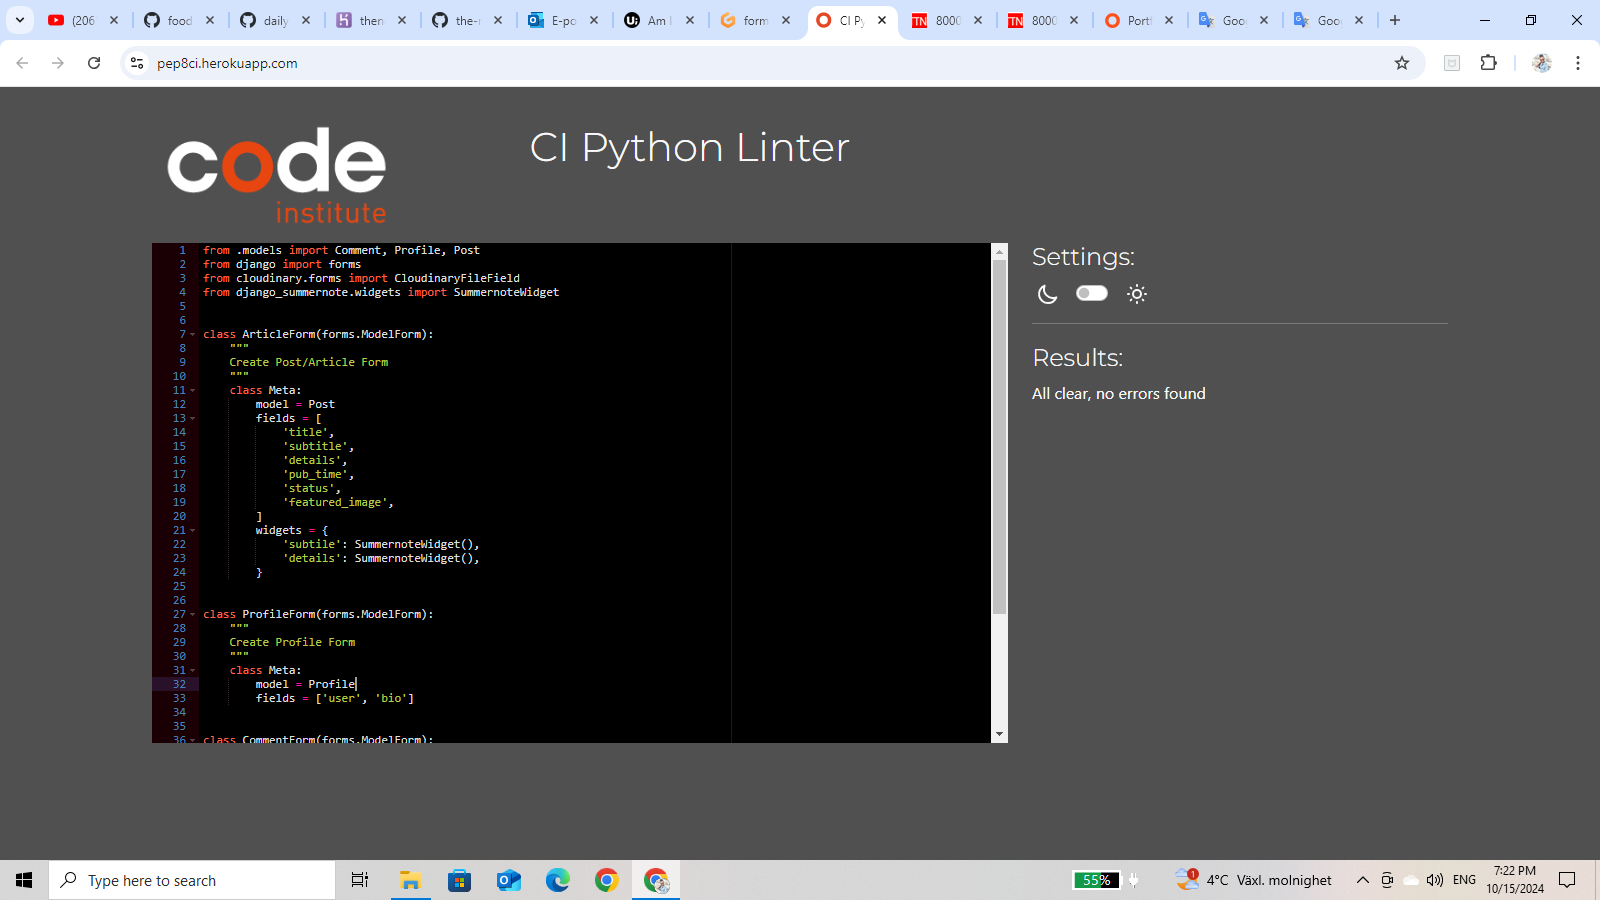 (206
food
daily
then
the-r
E-po
Am I
form
CI Py
8000
8000
Portf
Goo
Goo
pep8ci.herokuapp.com
code
institute
CI Python Linter
1 from .models import Comment, Profile, Post
2 from django import forms
3 from cloudinary.forms import CloudinaryFileField
4 from django_summernote.widgets import SummernoteWidget
5
6
7 class ArticleForm(forms.ModelForm):
8 """
9 Create Post/Article Form
10 """
11 class Meta:
12 model = Post
13 fields = [
14 'title',
15 'subtitle',
16 'details',
17 'pub_time',
18 'status',
19 'featured_image',
20 ]
21 widgets = {
22 'subtile': SummernoteWidget(),
23 'details': SummernoteWidget(),
24 }
25
26
27 class ProfileForm(forms.ModelForm):
28 """
29 Create Profile Form
30 """
31 class Meta:
32 model = Profile
33 fields = ['user', 'bio']
34
35
36 class CommentForm(forms.ModelForm):
Settings:
Results:
All clear, no errors found
Type here to search
55%
1
4°C Växl. molnighet
ENG
7:22 PM
10/15/2024